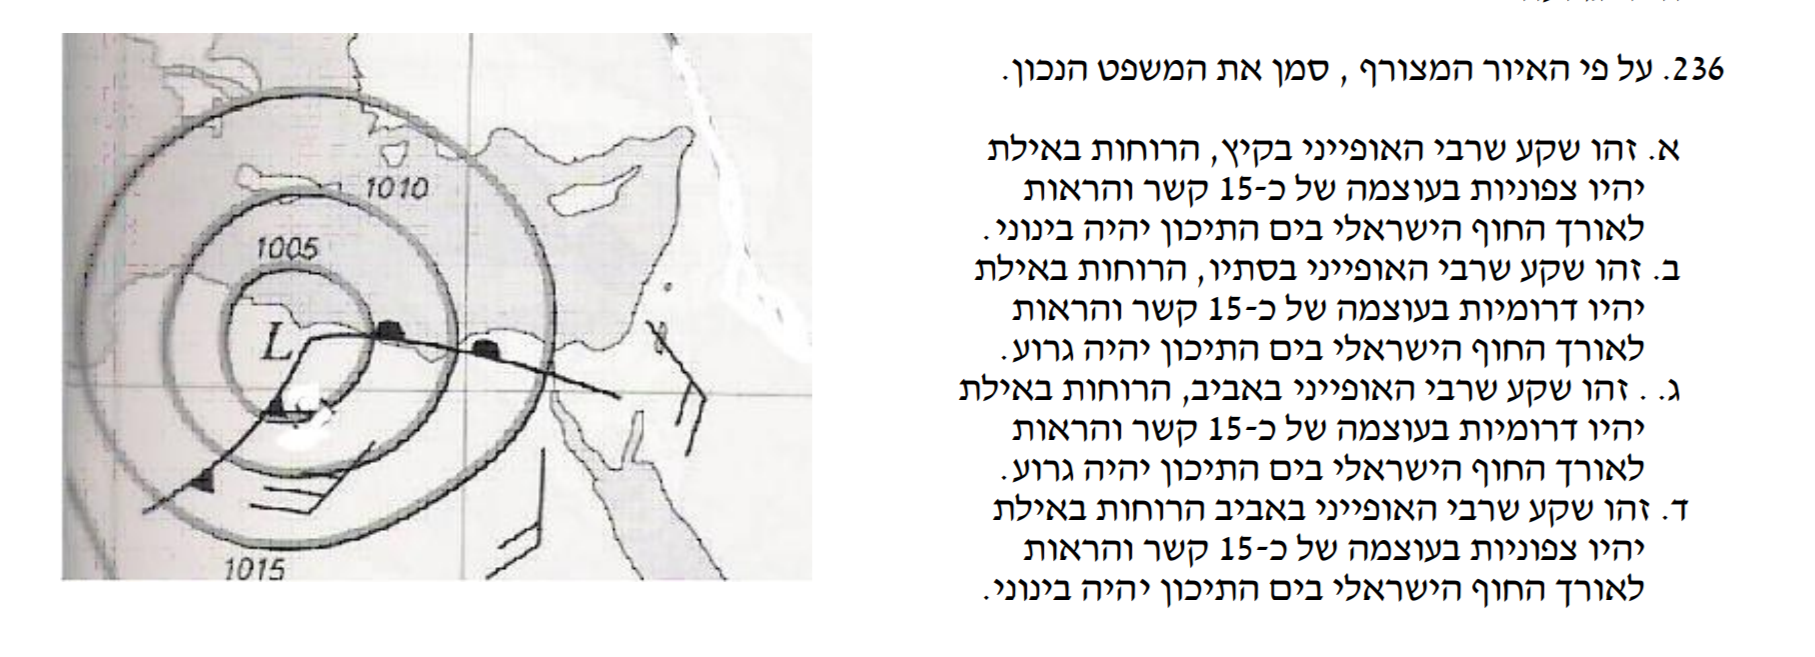 236. על פי האיור המצורף , סמן את המשפט הנכון.
א. זהו שקע שרבי האופייני בקיץ, הרוחות באילת
יהיו צפוניות בעוצמה של כ-15 קשר והראות
לאורך החוף הישראלי בים התיכון יהיה בינוני.
ב. זהו שקע שרבי האופייני בסתיו, הרוחות באילת
יהיו דרומיות בעוצמה של כ-15 קשר והראות
לאורך החוף הישראלי בים התיכון יהיה גרוע.
ג. . זהו שקע שרבי האופייני באביב, הרוחות באילת
יהיו דרומיות בעוצמה של כ-15 קשר והראות
לאורך החוף הישראלי בים התיכון יהיה גרוע.
ד. זהו שקע שרבי האופייני באביב הרוחות באילת
יהיו צפוניות בעוצמה של כ-15 קשר והראות
לאורך החוף הישראלי בים התיכון יהיה בינוני.
1010
1005
L
1015